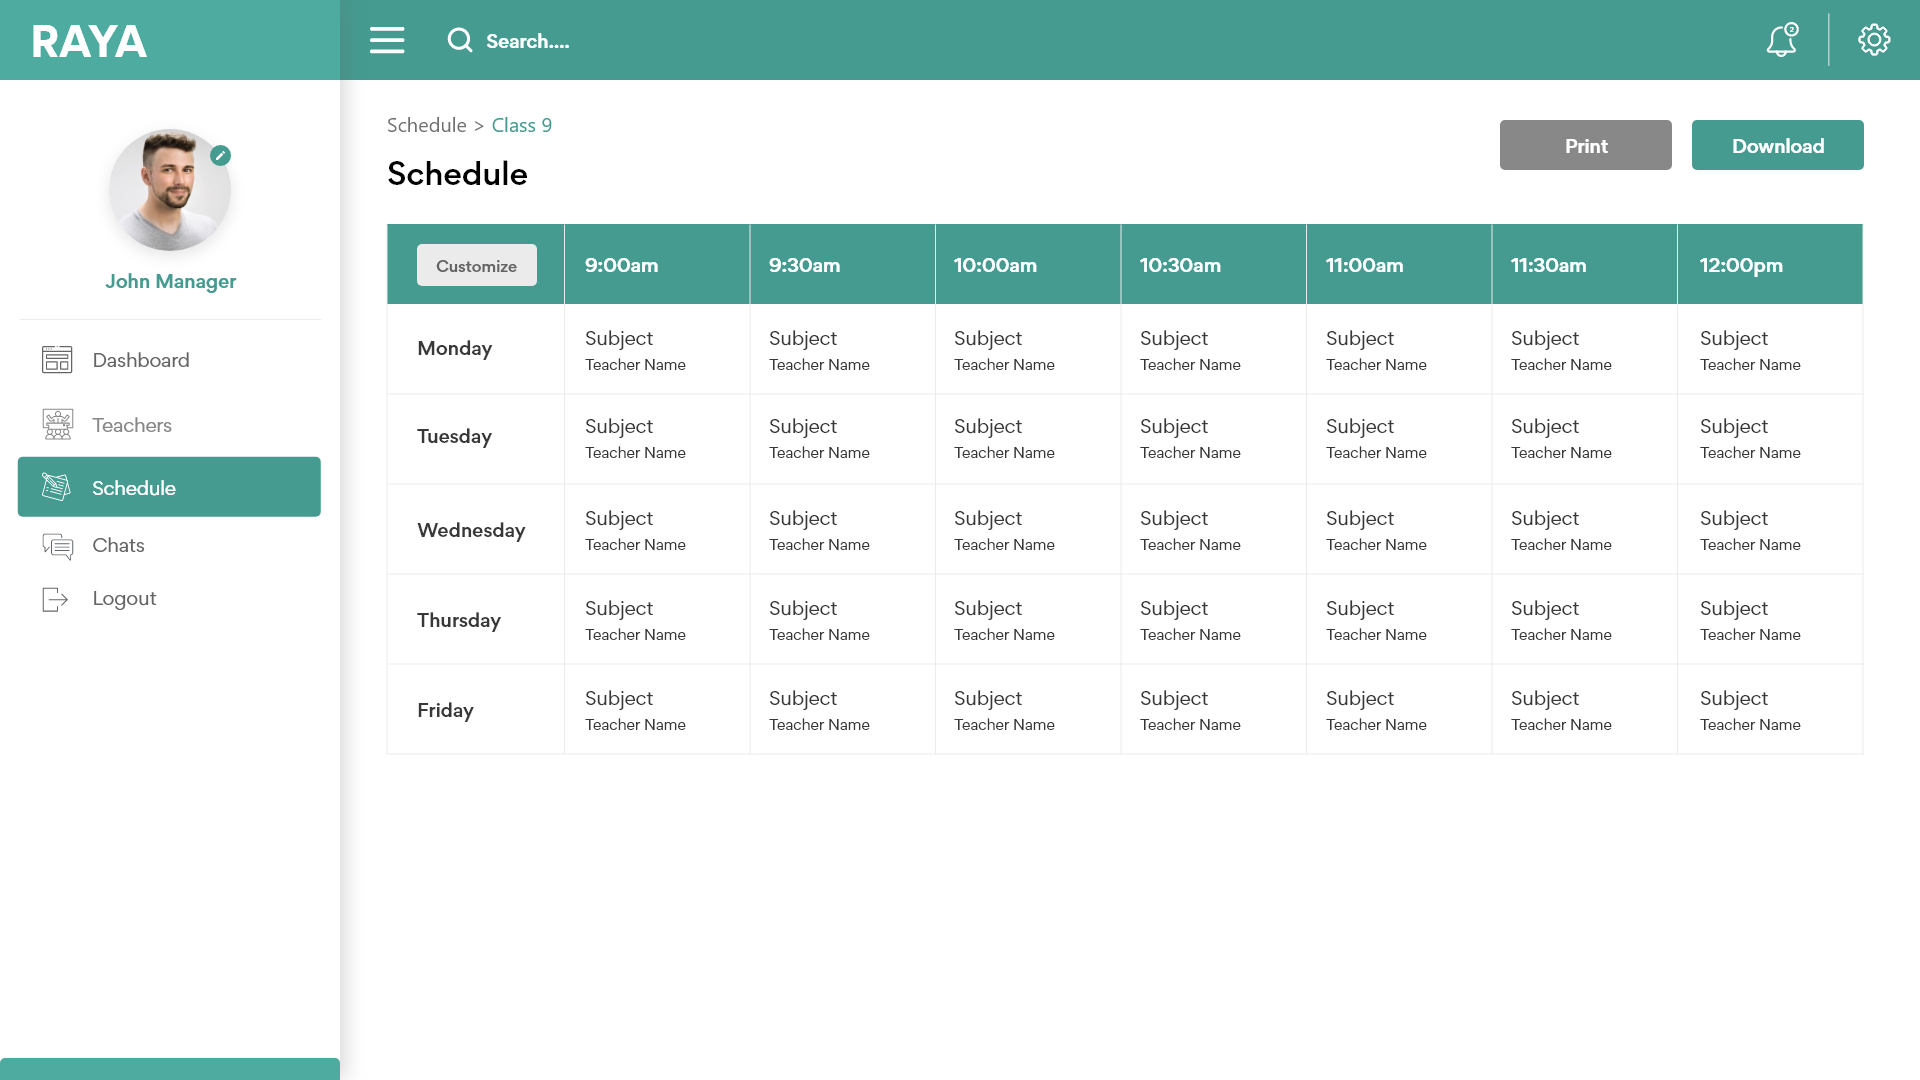 RAYA
Search....
2
John Manager
Dashboard
Teachers
Schedule
Chats
Logout
Schedule > Class 9
Schedule
Print
Download
Customize 9:00am 9:30am 10:00am 10:30am 11:00am 11:30am 12:00pm
Monday
Subject Subject Subject Subject Subject Subject Subject
Teacher Name Teacher Name Teacher Name Teacher Name Teacher Name Teacher Name Teacher Name
Tuesday
Subject Subject Subject Subject Subject Subject Subject
Teacher Name Teacher Name Teacher Name Teacher Name Teacher Name Teacher Name Teacher Name
Wednesday
Subject Subject Subject Subject Subject Subject Subject
Teacher Name Teacher Name Teacher Name Teacher Name Teacher Name Teacher Name Teacher Name
Thursday
Subject Subject Subject Subject Subject Subject Subject
Teacher Name Teacher Name Teacher Name Teacher Name Teacher Name Teacher Name Teacher Name
Friday
Subject Subject Subject Subject Subject Subject Subject
Teacher Name Teacher Name Teacher Name Teacher Name Teacher Name Teacher Name Teacher Name